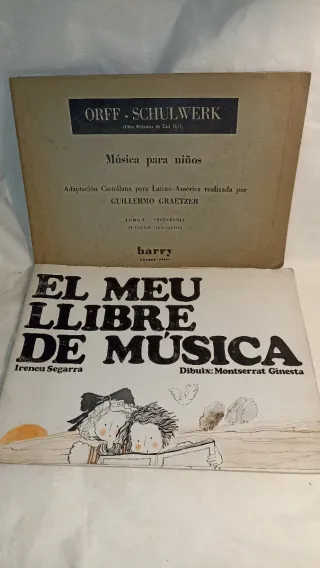 ORFF - SCHULWERK
Música para niños
Adaptación Castellana para Latino-América realizada por
GUILLERMO GRAETZER
TOMO I
barry
EL MEU
LLIBRE
DE MÚSICA
Ireneu Segarra
Dibuix: Montserrat Ginesta